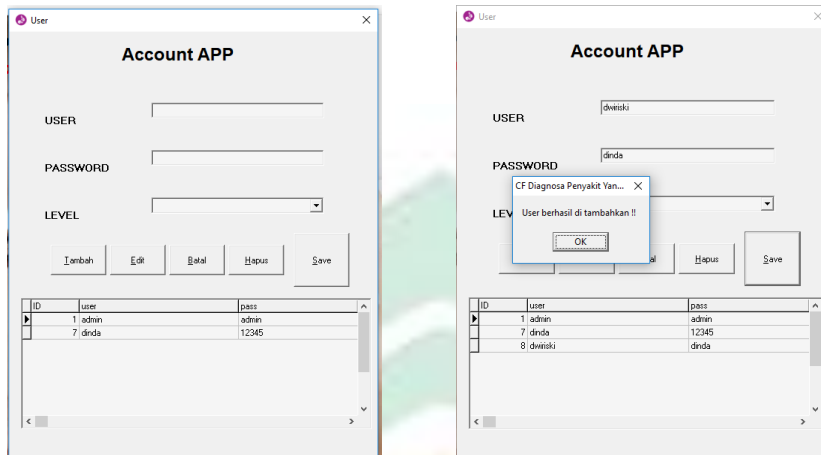 User
Account APP
USER
PASSWORD
LEVEL
Tambah Edit Batal Hapus Save
ID user pass
1 admin admin
7 dinda 12345
User
Account APP
USER dwiriski
PASSWORD dinda
CF Diagnosa Penyakit Yan...
User berhasil di tambahkan !!
OK
LEV
al Hapus Save
ID user pass
1 admin admin
7 dinda 12345
8 dwiriski dinda